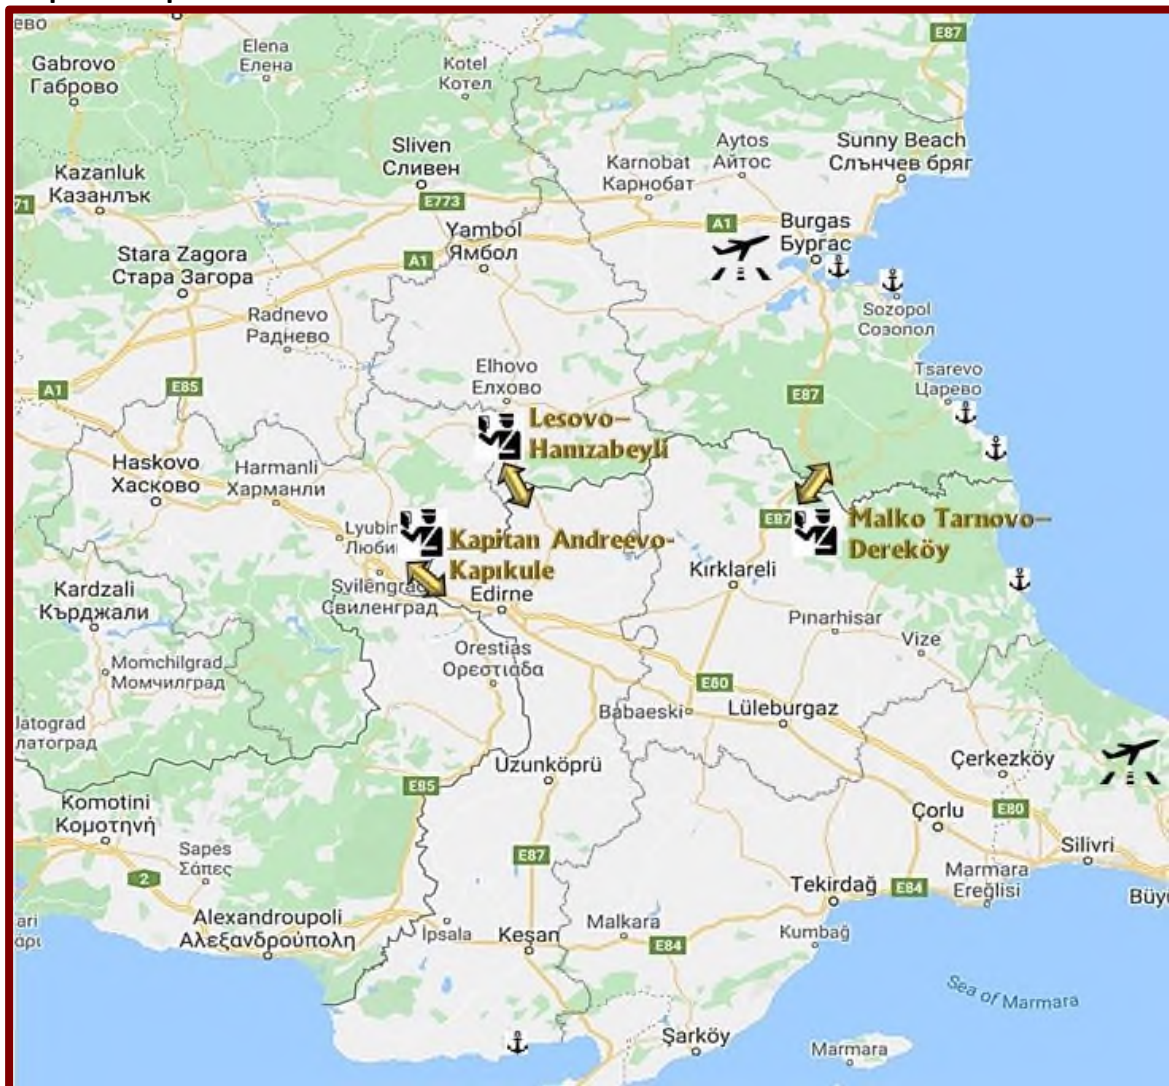 Elena
Елена
Kotel
Котел
E87
Gabrovo
Габрово
Sliven
Сливен
Aytos
Айтос
Sunny Beach
Слънчев бряг
Karnobat
Карнобат
Kazanluk
Казанлък
71
E773
A1
Burgas
Бургас
Yambol
Ямбол
Stara Zagora
Стара Загора
A1
Sozopol
Созопол
Radnevo
Раднево
Elhovo
Елхово
Tsarevo
Царево
A1
E85
E87
Lesovo–
Hamzabeyli
Haskovo
Хасково
Harmanli
Харманли
E87
Malko Tarnovo–
Dereköy
Kapitan Andreevo-
Kapıkule
Svilengrad
Свиленград
Edirne
Kırklareli
Kardzali
Кърджали
Pınarhisar
Vize
Orestias
Ορεστιάδα
Momchilgrad
Момчилград
E80
Babaeski
Lüleburgaz
latograd
латоград
Çerkezköy
Uzunköprü
E85
Komotini
Κομοτηνή
E80
Çorlu
Silivri
Sapes
Σάπες
E87
2
Marmara
Ereğlisi
Tekirdağ
E84
Büyü
Alexandroupoli
Αλεξανδρούπολη
İpsala
Keşan
Malkara
E84
Kumbağ
Sea of Marmara
Şarköy
Marmara